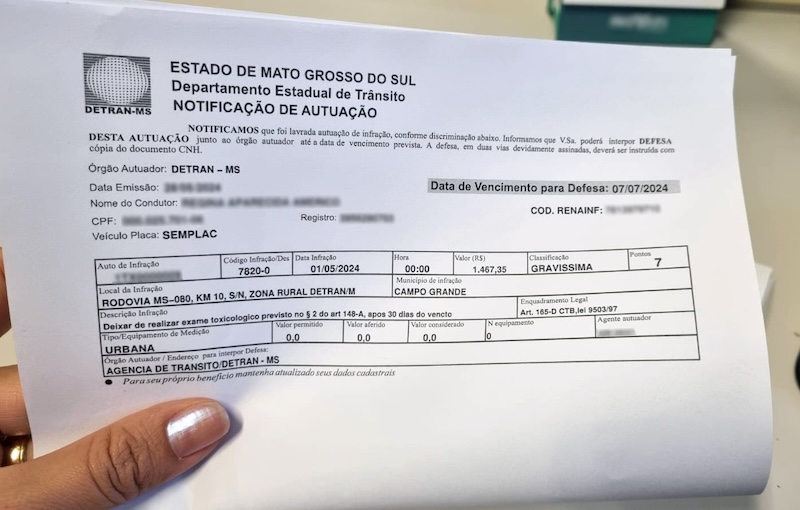 DETRAN-MS
ESTADO DE MATO GROSSO DO SUL
Departamento Estadual de Trânsito
NOTIFICAÇÃO DE AUTUAÇÃO
NOTIFICAMOS que foi lavrada autuação de infração, conforme discriminação abaixo. Informamos que V.Sa. poderá interpor DEFESA
DESTA AUTUAÇÃO junto ao órgão autuador até a data de vencimento prevista. A defesa, em duas vias devidamente assinadas, deverá ser instruída com
cópia do documento CNH.
Órgão Autuador: DETRAN – MS
Data Emissão:
Data de Vencimento para Defesa: 07/07/2024
Nome do Condutor:
COD. RENAINF:
CPF:
Registro:
Veículo Placa: SEMPLAC
Auto de Infração
Código Infração/Des
7820-0
Data Infração
01/05/2024
Hora
00:00
Valor (R$)
1.467,35
Classificação
GRAVISSIMA
Pontos
7
Local da Infração
RODOVIA MS–080, KM 10, S/N, ZONA RURAL DETRAN/M
Município de infração
CAMPO GRANDE
Descrição Infração
Deixar de realizar exame toxicologico previsto no § 2 do art 148-A, apos 30 dias do vencto
Enquadramento Legal
Art. 165-D CTB,lei 9503/97
Tipo/Equipamento de Medição
URBANA
Valor permitido
0,0
Valor aferido
0,0
Valor considerado
0,0
N equipamento
0
Agente autuador
Órgão Autuador / Endereço para interpor Defesa:
AGENCIA DE TRANSITO/DETRAN - MS
● Para seu próprio benefício mantenha atualizado seus dados cadastrais